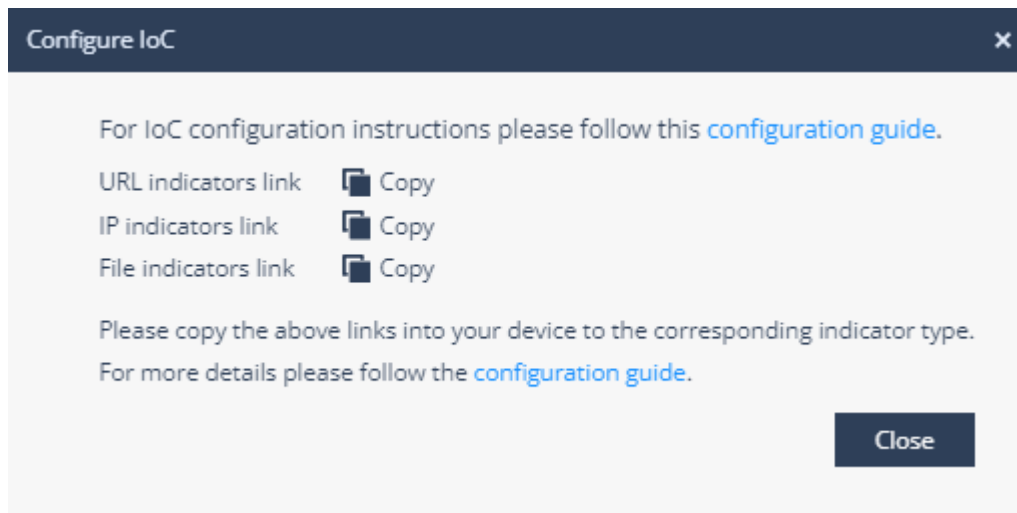 Configure IoC ×
For IoC configuration instructions please follow this configuration guide.
URL indicators link Copy
IP indicators link Copy
File indicators link Copy
Please copy the above links into your device to the corresponding indicator type.
For more details please follow the configuration guide.
Close